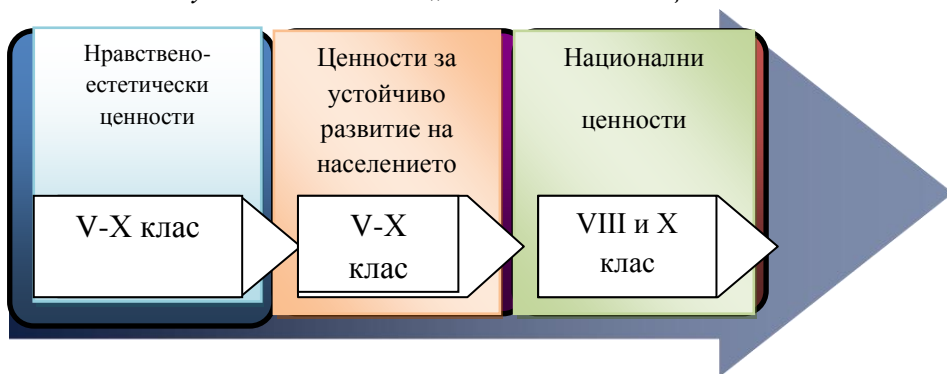 Нравствено-
естетически
ценности
Ценности за
устойчиво
развитие на
населението
Национални
ценности
V-X клас
V-X
клас
VIII и X
клас